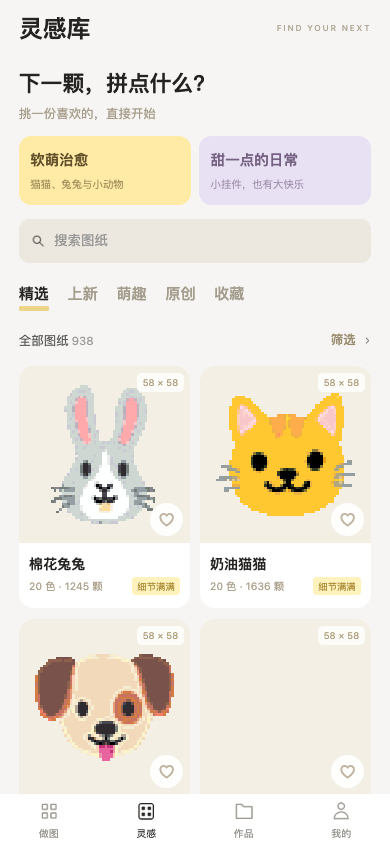 灵感库
FIND YOUR NEXT
下一颗，拼点什么？
挑一份喜欢的，直接开始
软萌治愈
猫猫、兔兔与小动物
甜一点的日常
小挂件，也有大快乐
搜索图纸
精选 上新 萌趣 原创 收藏
全部图纸 938
筛选
58 × 58
58 × 58
棉花兔兔
20 色 · 1245 颗
细节满满
奶油猫猫
20 色 · 1636 颗
细节满满
58 × 58
58 × 58
做图
灵感
作品
我的